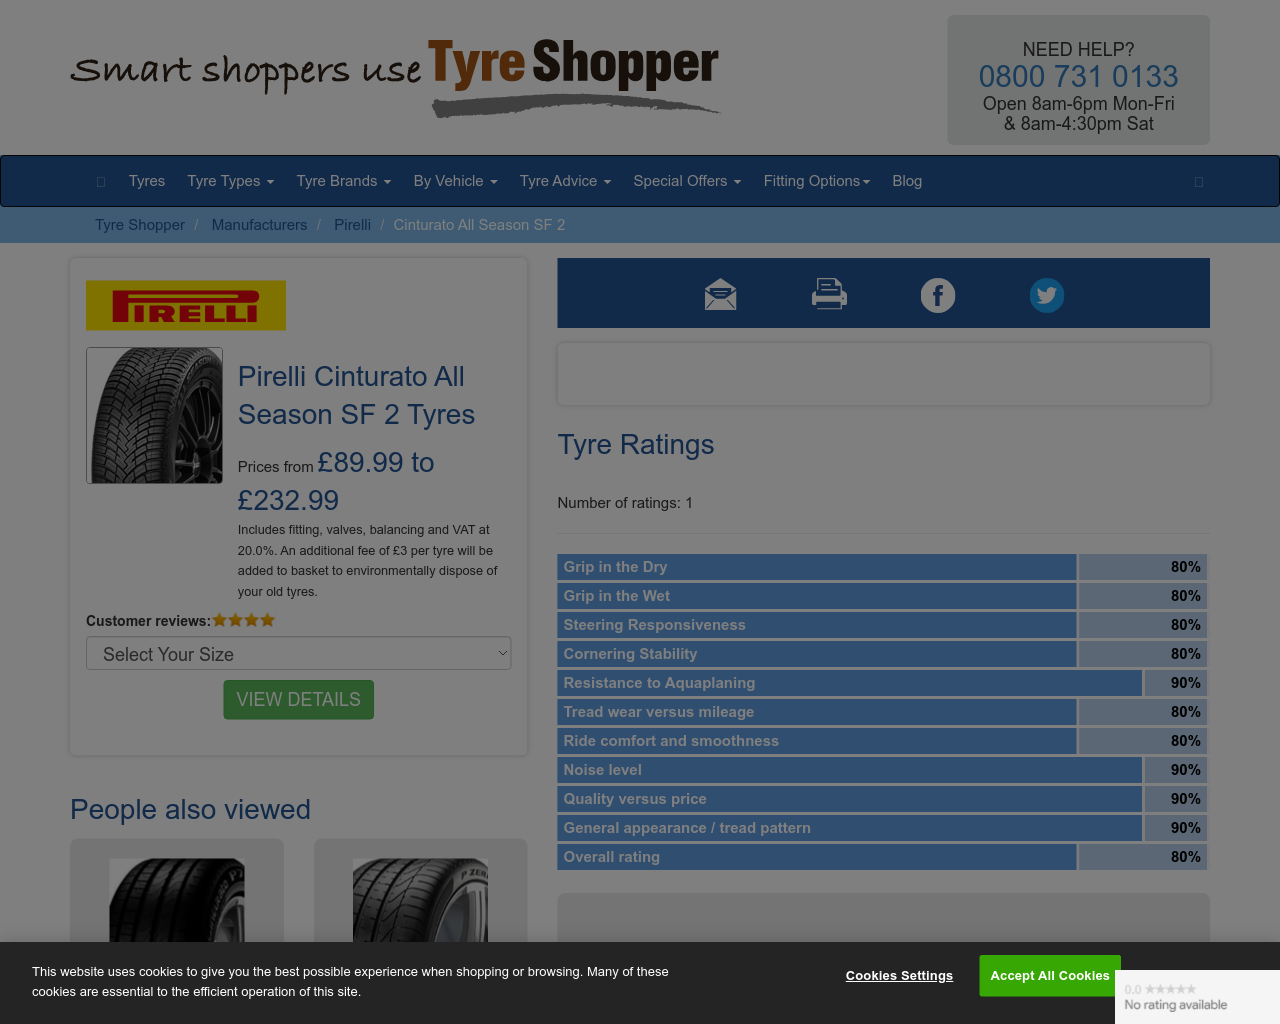 Smart shoppers use Tyre Shopper
NEED HELP?
0800 731 0133
Open 8am-6pm Mon-Fri
& 8am-4:30pm Sat
Tyres Tyre Types Tyre Brands By Vehicle Tyre Advice Special Offers Fitting Options Blog
Tyre Shopper / Manufacturers / Pirelli / Cinturato All Season SF 2
PIRELLI
Pirelli Cinturato All
Season SF 2 Tyres
Prices from £89.99 to
£232.99
Includes fitting, valves, balancing and VAT at
20.0%. An additional fee of £3 per tyre will be
added to basket to environmentally dispose of
your old tyres.
Customer reviews:
Select Your Size
VIEW DETAILS
People also viewed
P ZERO
Tyre Ratings
Number of ratings: 1
Grip in the Dry 80%
Grip in the Wet 80%
Steering Responsiveness 80%
Cornering Stability 80%
Resistance to Aquaplaning 90%
Tread wear versus mileage 80%
Ride comfort and smoothness 80%
Noise level 90%
Quality versus price 90%
General appearance / tread pattern 90%
Overall rating 80%
This website uses cookies to give you the best possible experience when shopping or browsing. Many of these
cookies are essential to the efficient operation of this site.
Cookies Settings
Accept All Cookies
0.0 ★★★★★
No rating available